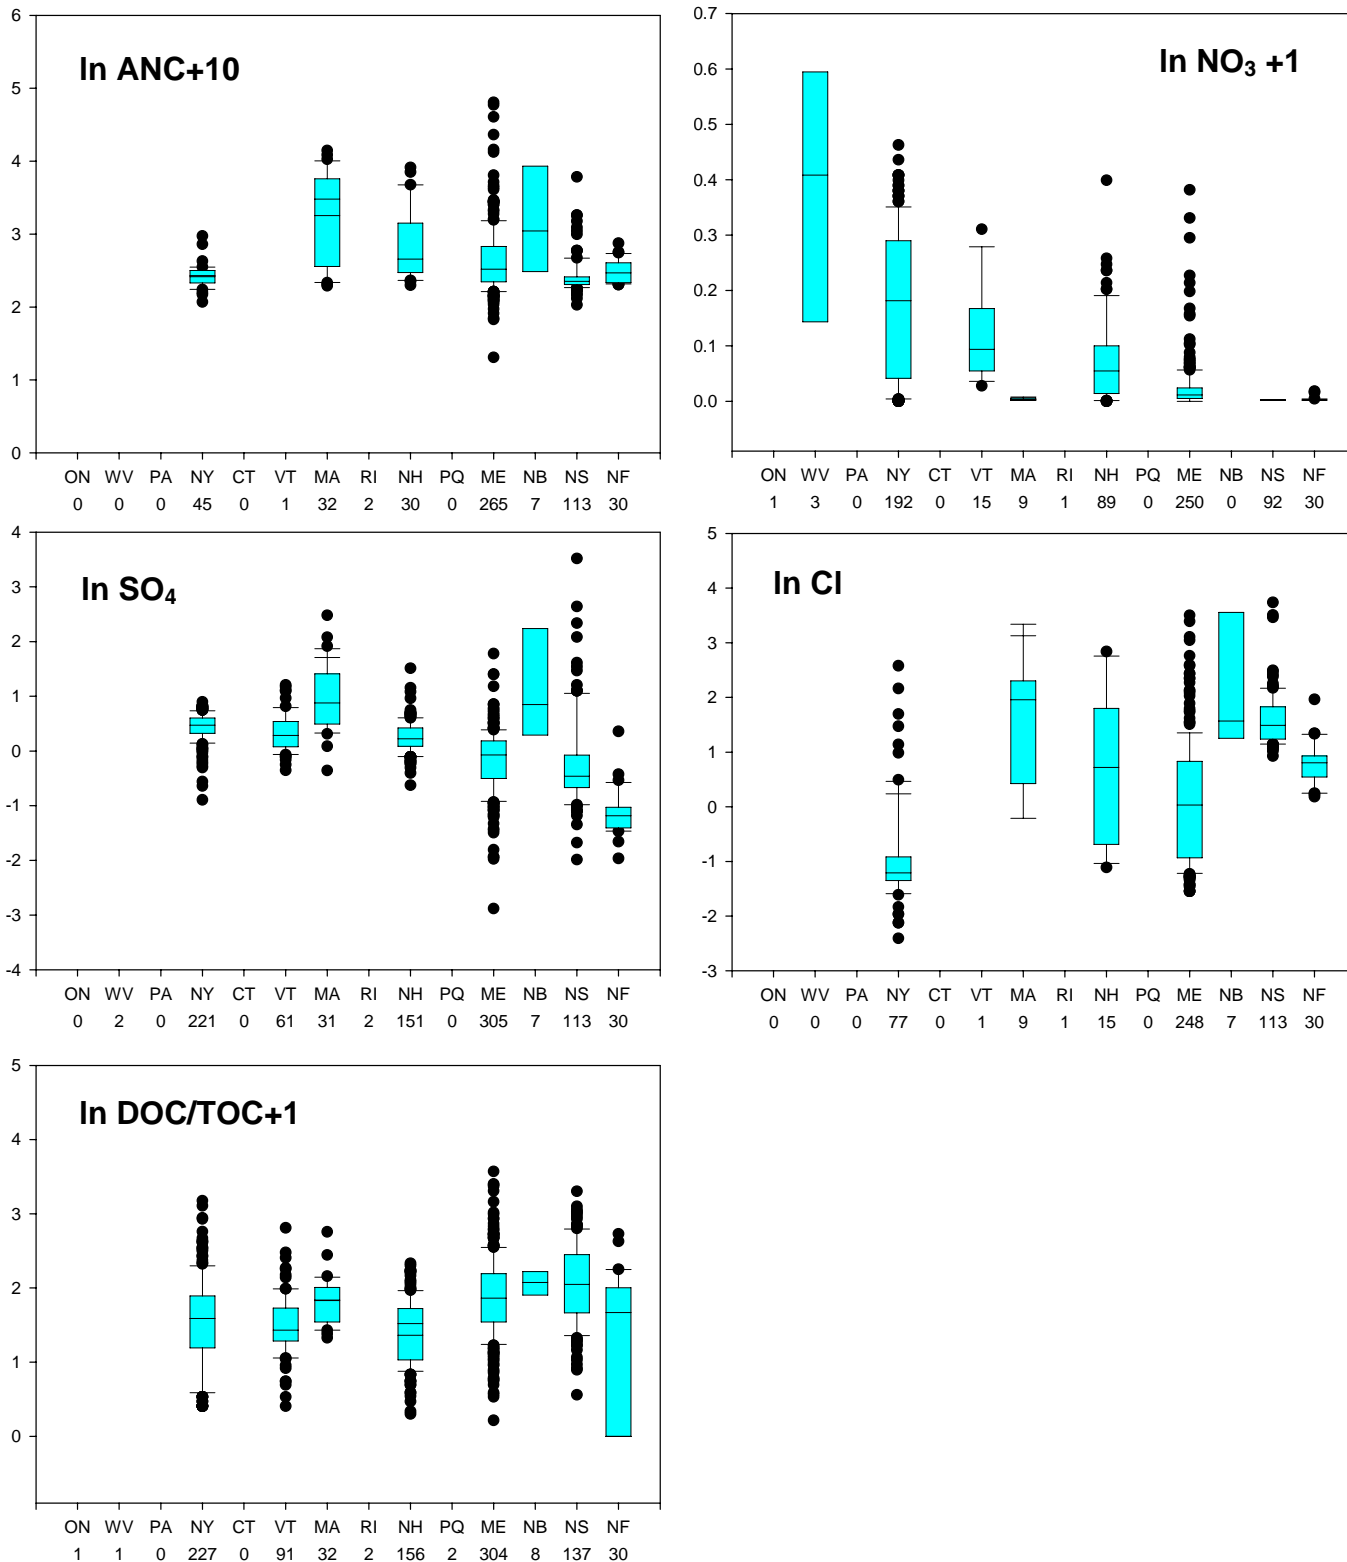 6
ln ANC+10
5
4
3
2
1
0
ON WV PA NY CT VT MA RI NH PQ ME NB NS NF
0 0 0 45 0 1 32 2 30 0 265 7 113 30
0.7
ln NO₃ +1
0.6
0.5
0.4
0.3
0.2
0.1
0.0
ON WV PA NY CT VT MA RI NH PQ ME NB NS NF
1 3 0 192 0 15 9 1 89 0 250 0 92 30
4
ln SO₄
3
2
1
0
-1
-2
-3
-4
ON WV PA NY CT VT MA RI NH PQ ME NB NS NF
0 2 0 221 0 61 31 2 151 0 305 7 113 30
5
ln Cl
4
3
2
1
0
-1
-2
-3
ON WV PA NY CT VT MA RI NH PQ ME NB NS NF
0 0 0 77 0 1 9 1 15 0 248 7 113 30
5
ln DOC/TOC+1
4
3
2
1
0
ON WV PA NY CT VT MA RI NH PQ ME NB NS NF
1 1 0 227 0 91 32 2 156 2 304 8 137 30